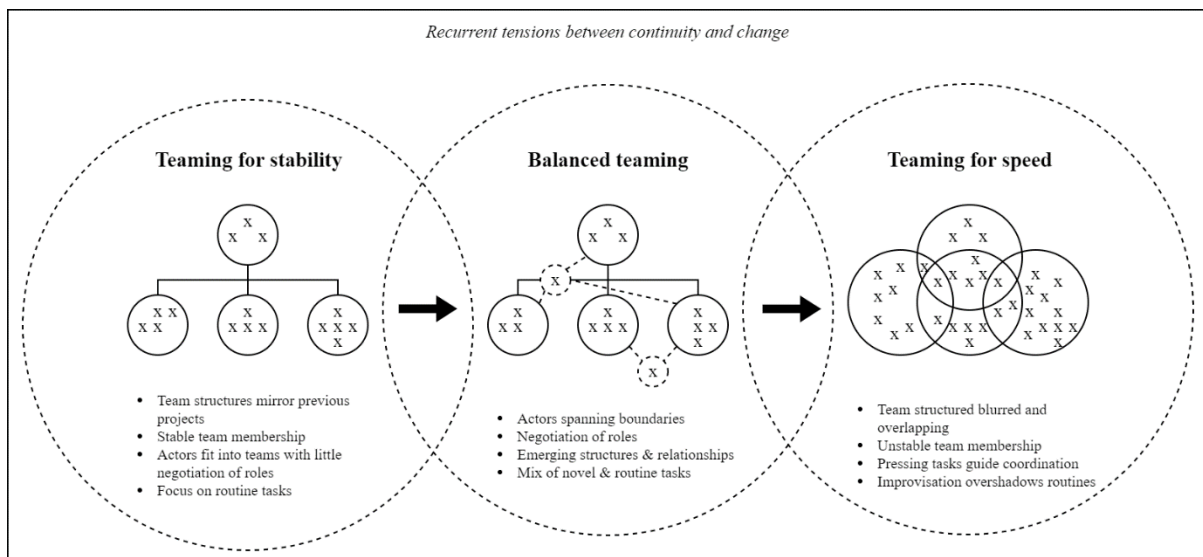 Recurrent tensions between continuity and change
Teaming for stability
• Team structures mirror previous
projects
• Stable team membership
• Actors fit into teams with little
negotiation of roles
• Focus on routine tasks
Balanced teaming
• Actors spanning boundaries
• Negotiation of roles
• Emerging structures & relationships
• Mix of novel & routine tasks
Teaming for speed
• Team structured blurred and
overlapping
• Unstable team membership
• Pressing tasks guide coordination
• Improvisation overshadows routines